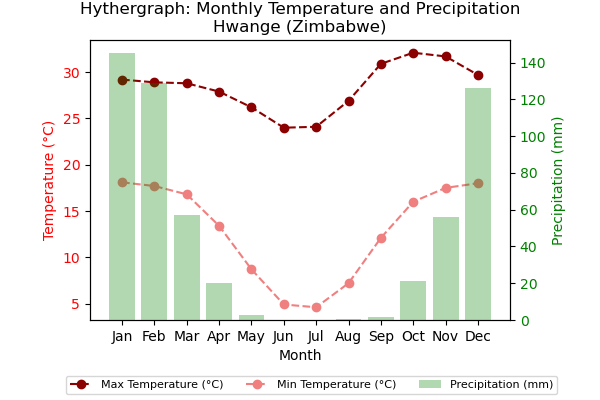 Hythergraph: Monthly Temperature and Precipitation
Hwange (Zimbabwe)
Temperature (°C)
30
25
20
15
10
5
Precipitation (mm)
140
120
100
80
60
40
20
0
Jan Feb Mar Apr May Jun Jul Aug Sep Oct Nov Dec
Month
Max Temperature (°C) Min Temperature (°C) Precipitation (mm)